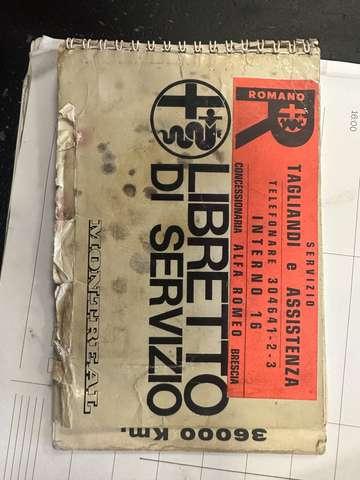 ROMANO
R
SERVIZIO
TAGLIANDI e ASSISTENZA
TELEFONARE 304641-2-3
INTERNO 16
CONCESSIONARIA ALFA ROMEO BRESCIA
LIBRETTO
DI SERVIZIO
MONTREAL
36000 Km.
16:00